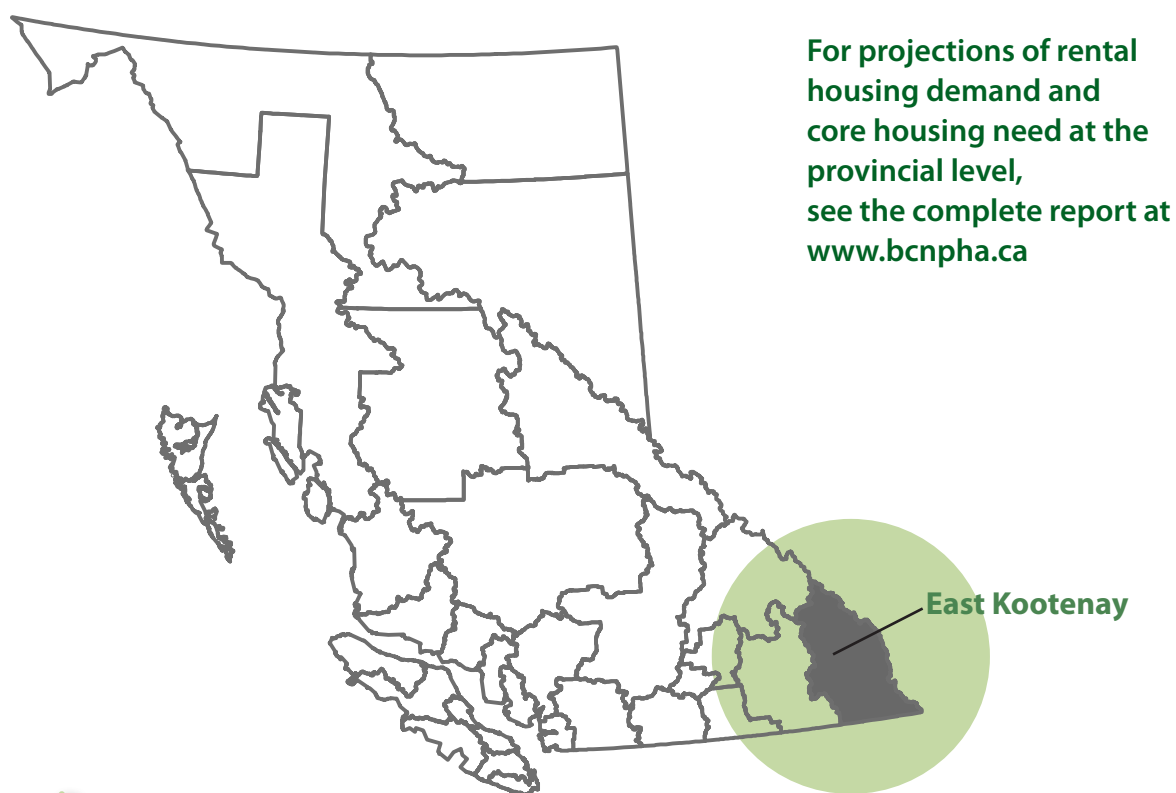 For projections of rental
housing demand and
core housing need at the
provincial level,
see the complete report at
www.bcnpha.ca
East Kootenay